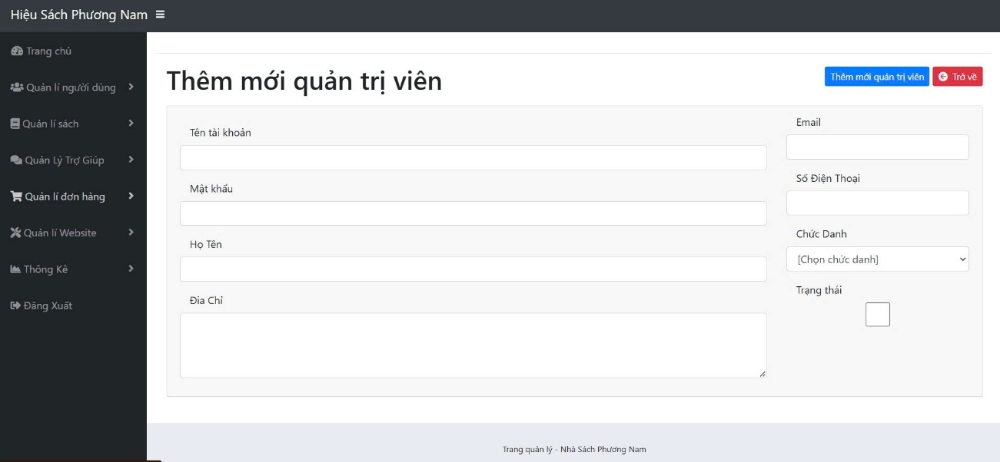 Hiệu Sách Phương Nam
Trang chủ
Quản lí người dùng
Quản lí sách
Quản Lý Trợ Giúp
Quản lí đơn hàng
Quản lí Website
Thông Kê
Đăng Xuất
Thêm mới quản trị viên
Thêm mới quản trị viên
Trở về
Tên tài khoản
Mật khẩu
Họ Tên
Địa Chỉ
Email
Số Điện Thoại
Chức Danh
[Chọn chức danh]
Trạng thái
Trang quản lý - Nhà Sách Phương Nam